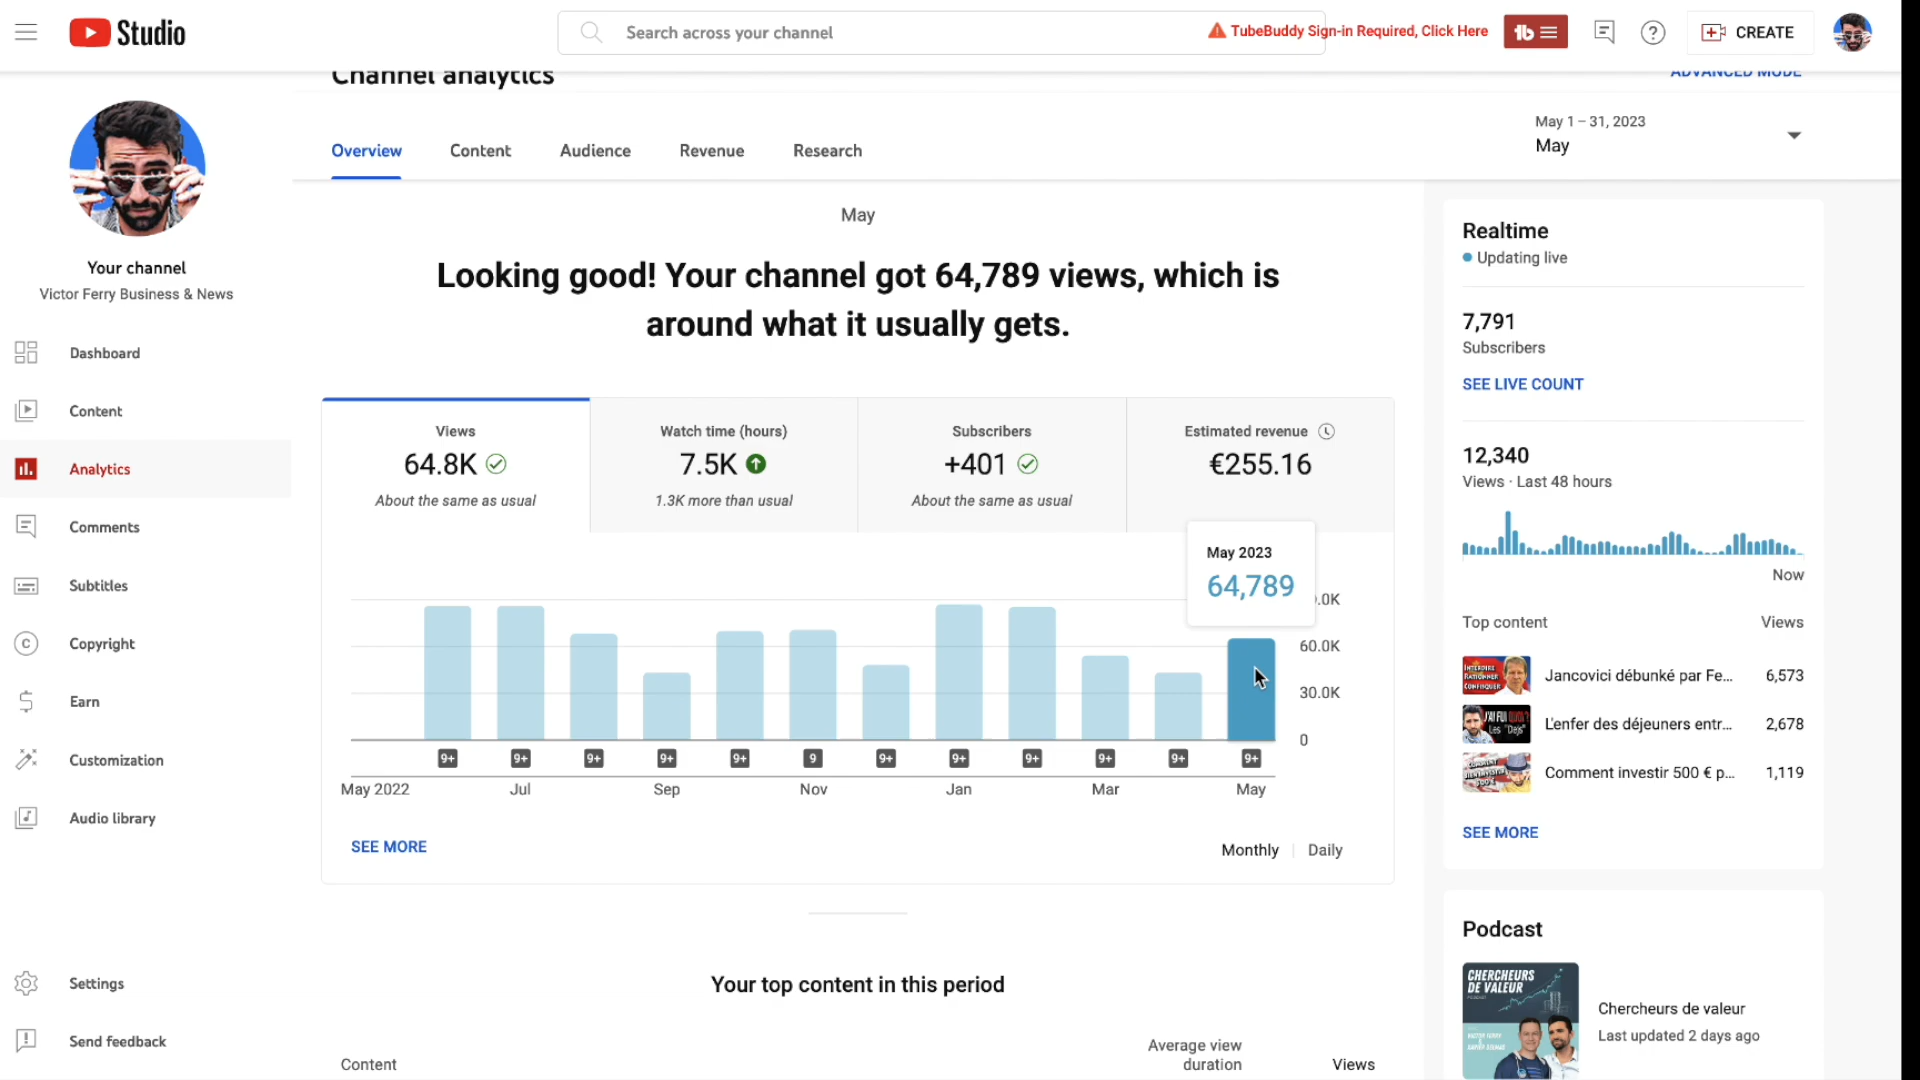 Studio
Search across your channel
TubeBuddy Sign-in Required, Click Here
CREATE
Channel analytics
ADVANCED MODE
Overview
Content
Audience
Revenue
Research
May 1 – 31, 2023
May
Your channel
Victor Ferry Business & News
Dashboard
Content
Analytics
Comments
Subtitles
Copyright
Earn
Customization
Audio library
Settings
Send feedback
May
Looking good! Your channel got 64,789 views, which is
around what it usually gets.
Views
64.8K
About the same as usual
Watch time (hours)
7.5K
1.3K more than usual
Subscribers
+401
About the same as usual
Estimated revenue
€255.16
May 2023
64,789
.0K
60.0K
30.0K
0
9+ 9+ 9+ 9+ 9+ 9 9+ 9+ 9+ 9+ 9+ 9+
May 2022 Jul Sep Nov Jan Mar May
SEE MORE
Monthly
Daily
Your top content in this period
Content
Average view
duration
Views
Realtime
Updating live
7,791
Subscribers
SEE LIVE COUNT
12,340
Views · Last 48 hours
Now
Top content Views
INTERDIRE
RATIONNER
CONFISQUER
Jancovici débunké par Fe... 6,573
J'AI FUI QUOI ?
Les "Dejs"
L'enfer des déjeuners entr... 2,678
Comment investir 500 € p... 1,119
SEE MORE
Podcast
CHERCHEURS
DE VALEUR
Chercheurs de valeur
Last updated 2 days ago